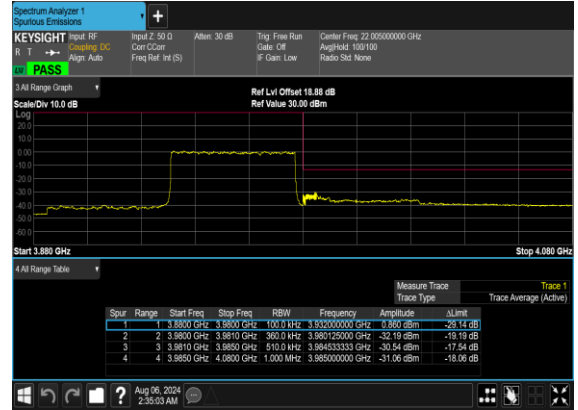 Spectrum Analyzer 1
Spurious Emissions
KEYSIGHT Input: RF Input Z: 50 Ω Atten: 30 dB Trig: Free Run Center Freq: 22.005000000 GHz
R T Coupling: DC Corr CCorr Gate: Off Avg|Hold: 100/100
Align: Auto Freq Ref: Int (S) IF Gain: Low Radio Std: None
PASS
3 All Range Graph
Ref Lvl Offset 18.88 dB
Scale/Div 10.0 dB Ref Value 30.00 dBm
Log
20.0
10.0
0.00
-10.0
-20.0
-30.0
-40.0
-50.0
-60.0
Start 3.880 GHz Stop 4.080 GHz
4 All Range Table
Measure Trace Trace 1
Trace Type Trace Average (Active)
Spur Range Start Freq Stop Freq RBW Frequency Amplitude ΔLimit
1 1 3.8800 GHz 3.9800 GHz 100.0 kHz 3.932000000 GHz 0.860 dBm -29.14 dB
2 2 3.9800 GHz 3.9810 GHz 360.0 kHz 3.980125000 GHz -32.19 dBm -19.19 dB
3 3 3.9810 GHz 3.9850 GHz 510.0 kHz 3.984533333 GHz -30.54 dBm -17.54 dB
4 4 3.9850 GHz 4.0800 GHz 1.000 MHz 3.985000000 GHz -31.06 dBm -18.06 dB
?
Aug 06, 2024
2:35:03 AM